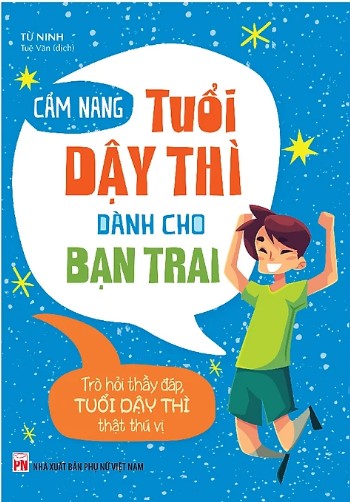 TỪ NINH
Tuệ Văn (dịch)
CẨM NANG
TUỔI
DẬY THÌ
DÀNH CHO
BẠN TRAI
Trò hỏi thầy đáp,
TUỔI DẬY THÌ
thật thú vị
PN
NHÀ XUẤT BẢN PHỤ NỮ VIỆT NAM